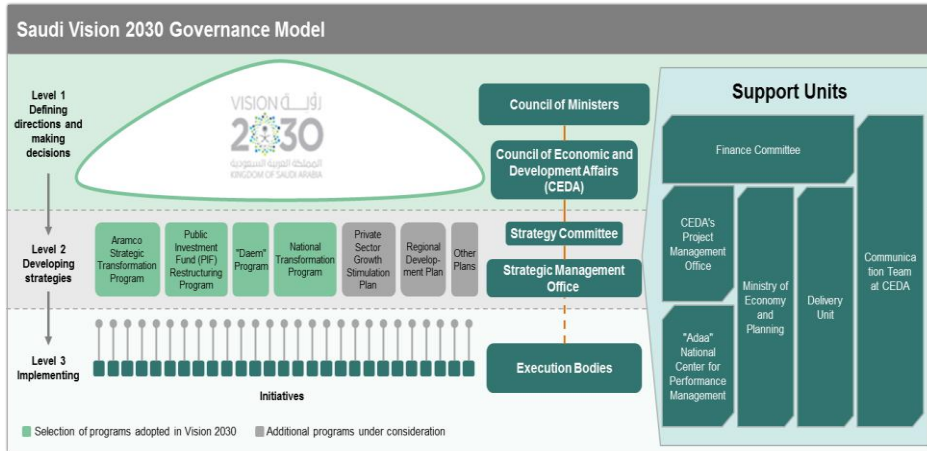 Saudi Vision 2030 Governance Model
Level 1
Defining
directions and
making
decisions
VISION رؤيــة
2030
المملكة العربية السعودية
KINGDOM OF SAUDI ARABIA
Council of Ministers
Council of Economic and
Development Affairs
(CEDA)
Level 2
Developing
strategies
Aramco
Strategic
Transformation
Program
Public
Investment
Fund (PIF)
Restructuring
Program
"Daem"
Program
National
Transformation
Program
Private
Sector
Growth
Stimulation
Plan
Regional
Develop-
ment Plan
Other
Plans
Strategy Committee
Strategic Management
Office
Level 3
Implementing
Initiatives
Execution Bodies
Selection of programs adopted in Vision 2030
Additional programs under consideration
Support Units
Finance Committee
CEDA's
Project
Management
Office
"Adaa"
National
Center for
Performance
Management
Ministry of
Economy
and
Planning
Delivery
Unit
Communica
tion Team
at CEDA